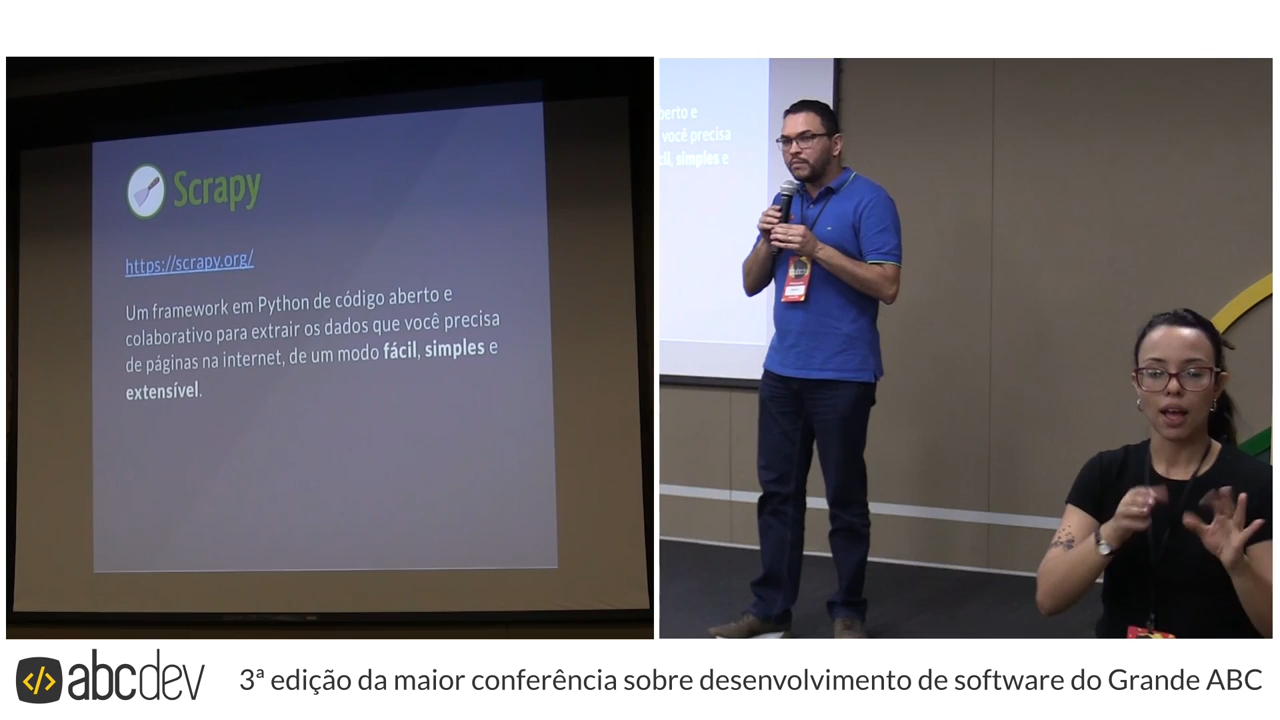 Scrapy
https://scrapy.org/
Um framework em Python de código aberto e
colaborativo para extrair os dados que você precisa
de páginas na internet, de um modo fácil, simples e
extensível.
berto e
você precisa
cil, simples e
</> abcdev
3ª edição da maior conferência sobre desenvolvimento de software do Grande ABC